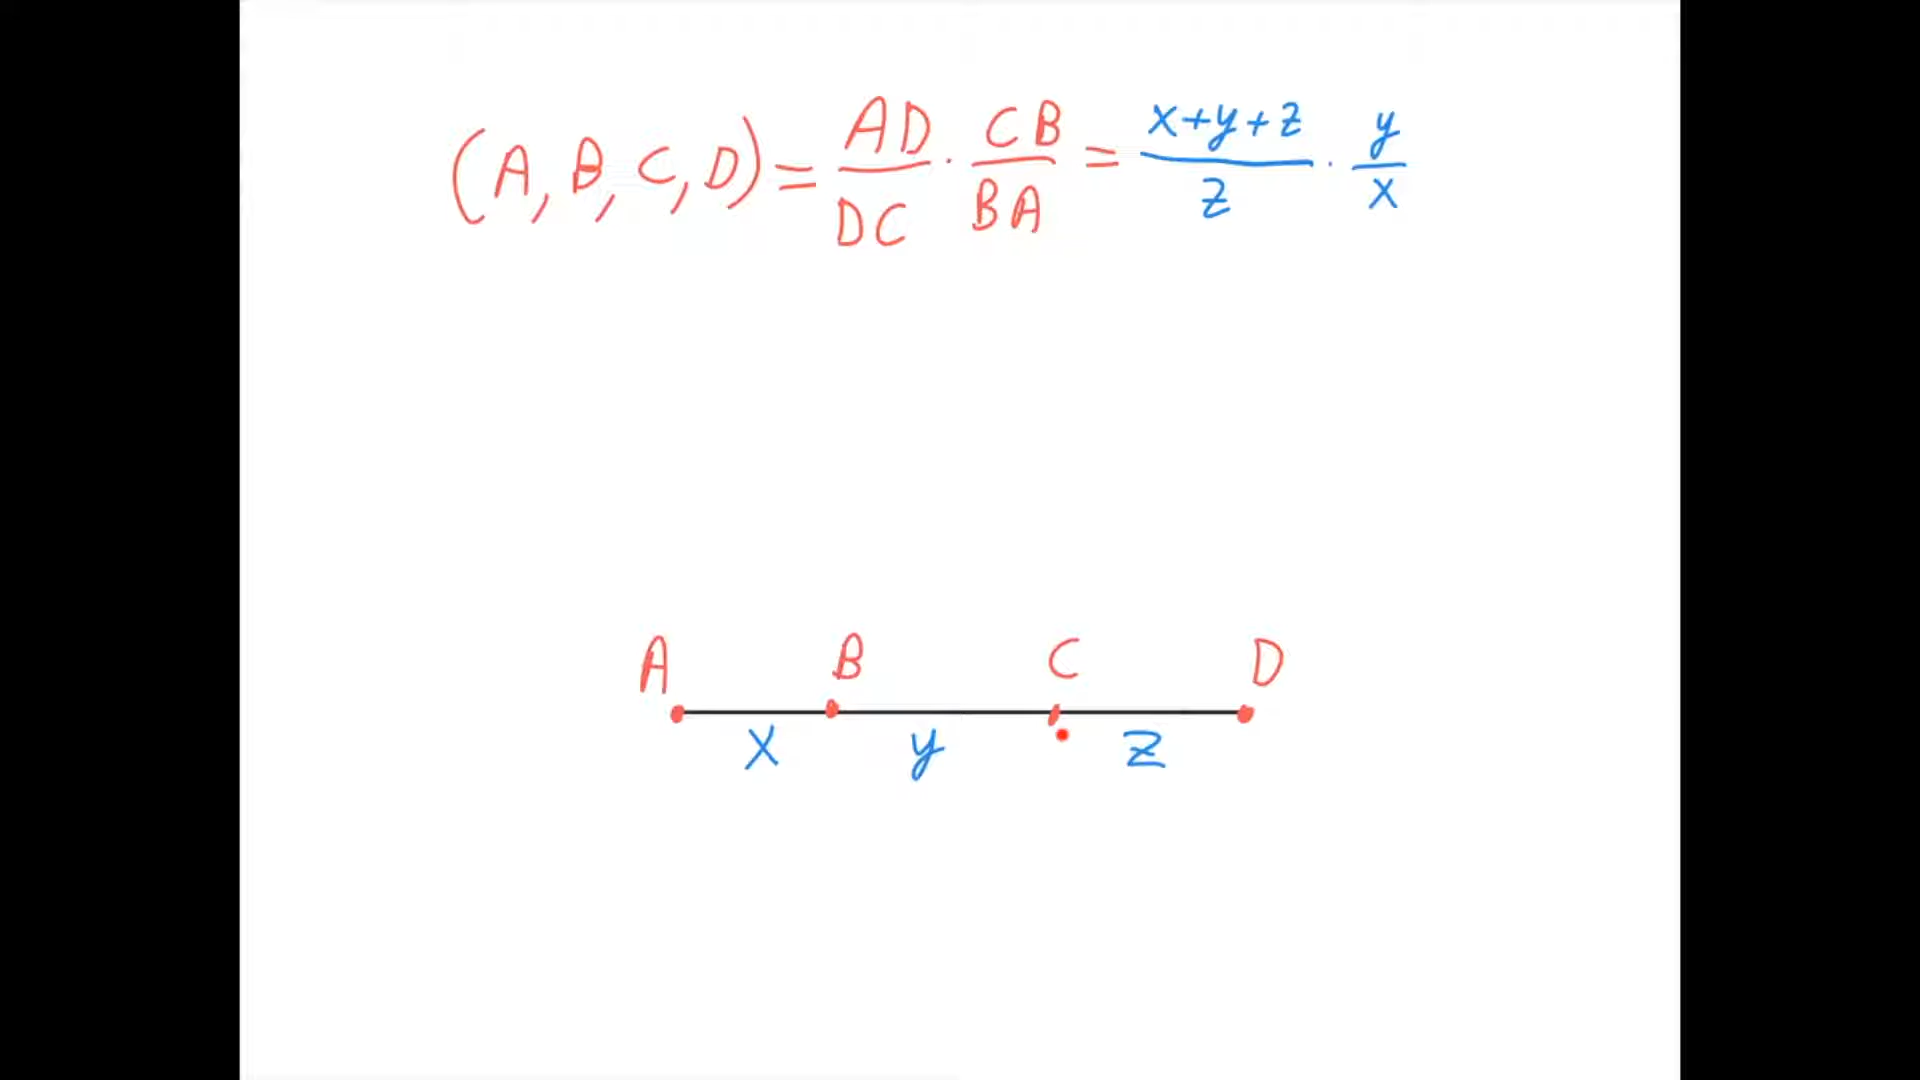 (A, B, C, D) = AD/DC · CB/BA = x+y+z/z · y/x
A B C D
x y z